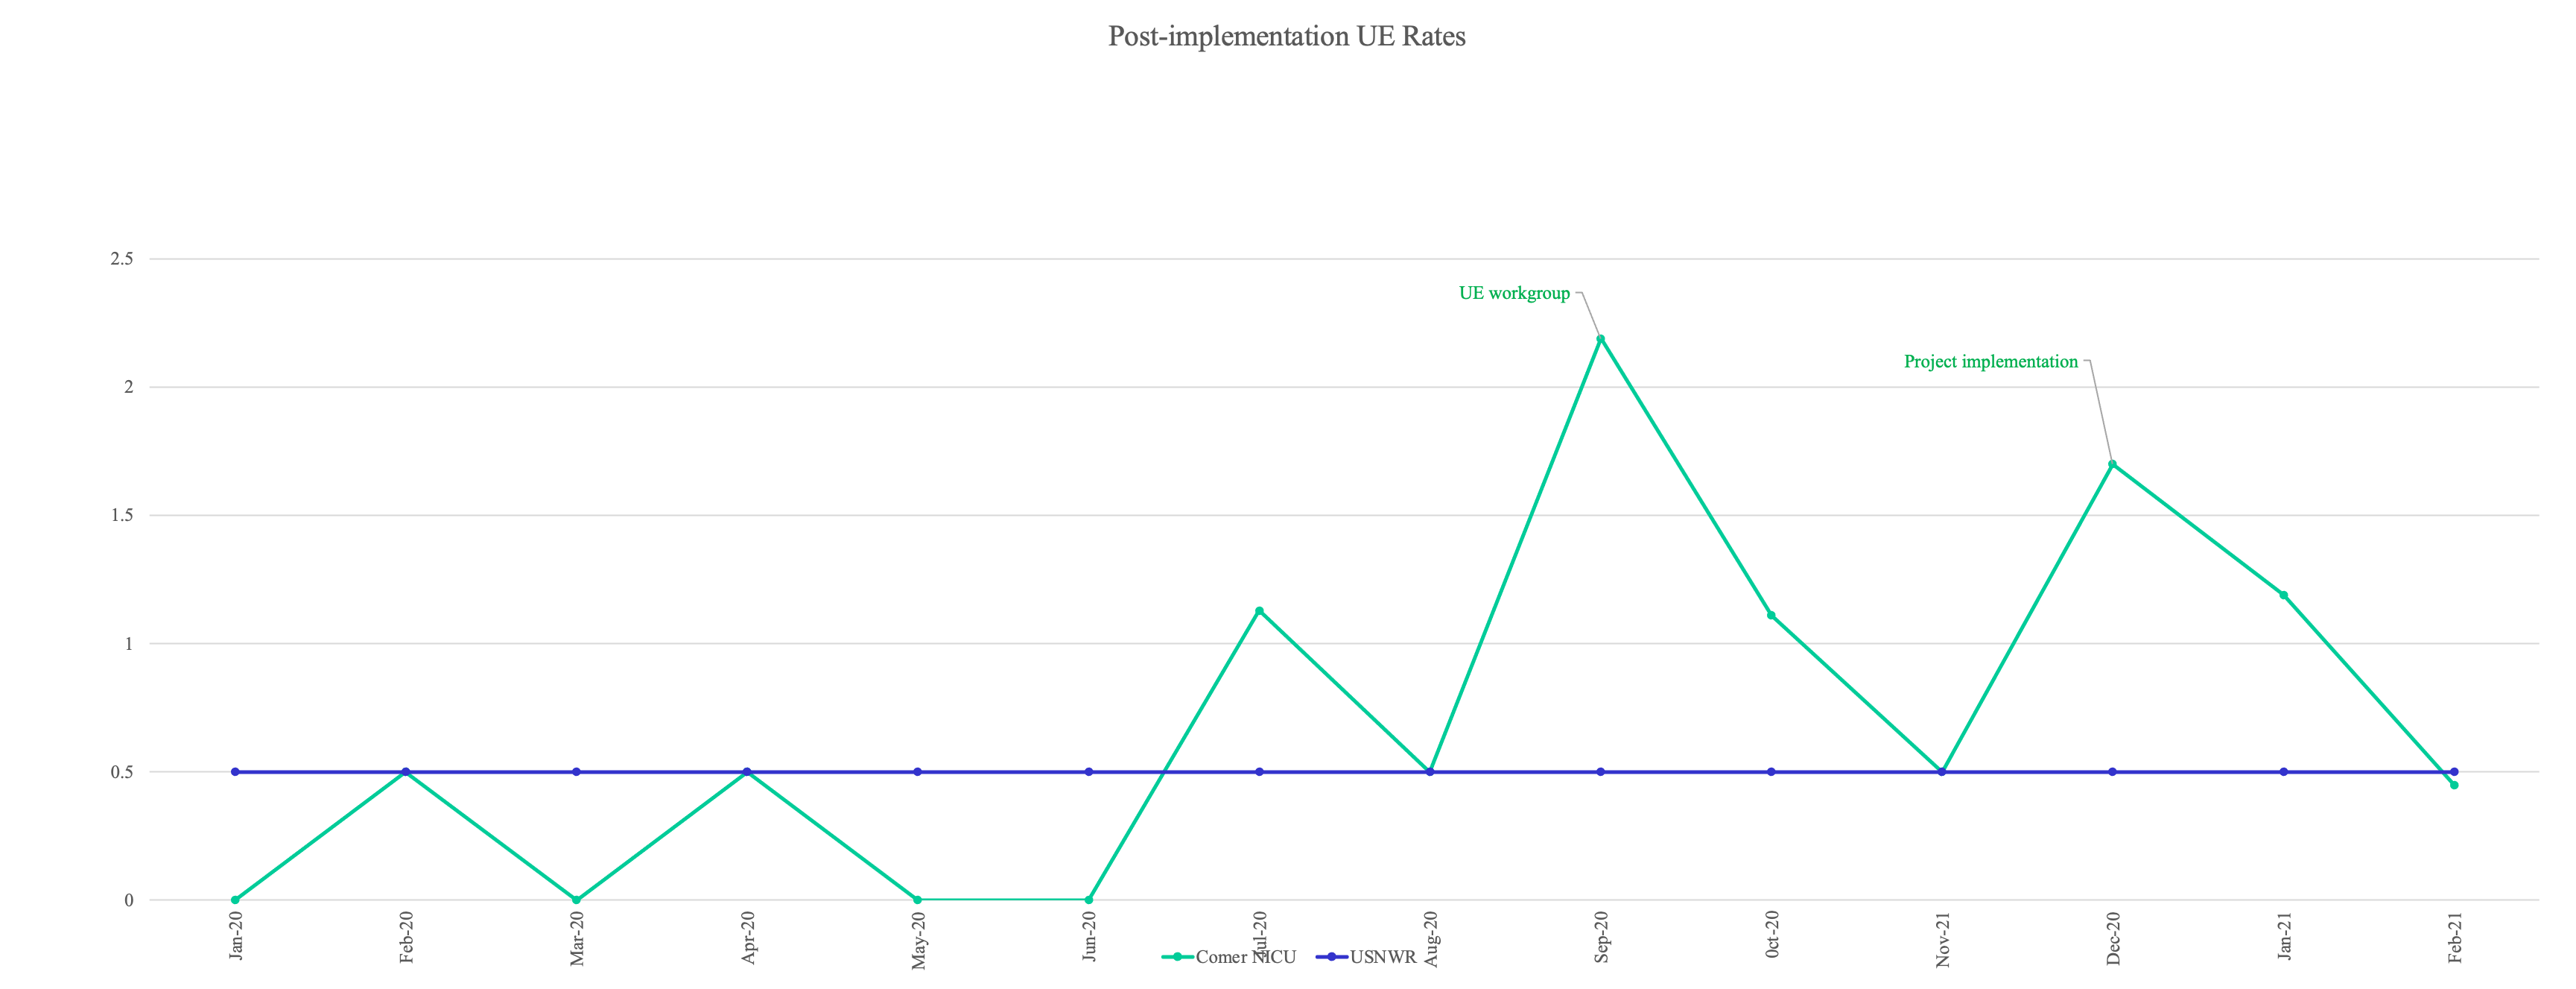 Post-implementation UE Rates
2.5
UE workgroup
Project implementation
2
1.5
1
0.5
0
Jan-20
Feb-20
Mar-20
Apr-20
May-20
Jun-20
Jul-20
Aug-20
Sep-20
0ct-20
Nov-21
Dec-20
Jan-21
Feb-21
Comer NICU
USNWR